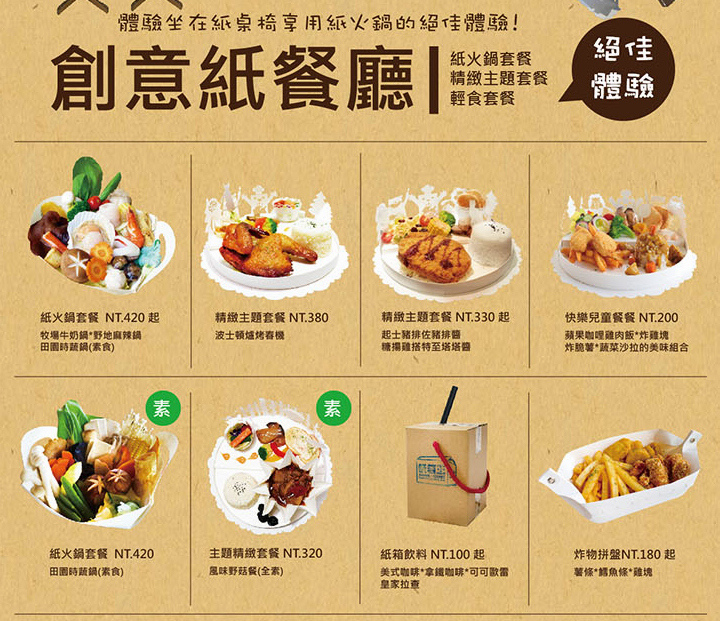 體驗坐在紙桌椅享用紙火鍋的絕佳體驗!
創意紙餐廳
紙火鍋套餐
精緻主題套餐
輕食套餐
絕佳
體驗
紙火鍋套餐 NT.420 起
牧場牛奶鍋*野地麻辣鍋
田園時蔬鍋(素食)
精緻主題套餐 NT.380
波士頓爐烤春機
精緻主題套餐 NT.330 起
起士豬排佐豬排醬
糖揚雞搭特至塔塔醬
快樂兒童餐餐 NT.200
蘋果咖哩雞肉飯*炸雞塊
炸脆薯*蔬菜沙拉的美味組合
素
紙火鍋套餐 NT.420
田園時蔬鍋(素食)
素
主題精緻套餐 NT.320
風味野菇餐(全素)
紙箱飲料 NT.100 起
美式咖啡*拿鐵咖啡*可可歐雷
皇家拉查
炸物拼盤NT.180 起
薯條*鱈魚條*雞塊